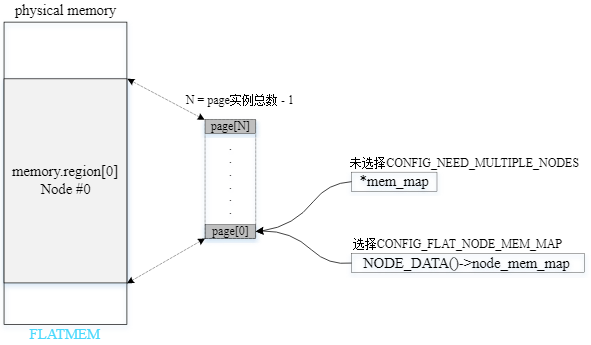 physical memory
N = page实例总数 - 1
page[N]
memory.region[0]
Node #0
未选择CONFIG_NEED_MULTIPLE_NODES
*mem_map
page[0]
选择CONFIG_FLAT_NODE_MEM_MAP
NODE_DATA()->node_mem_map
FLATMEM